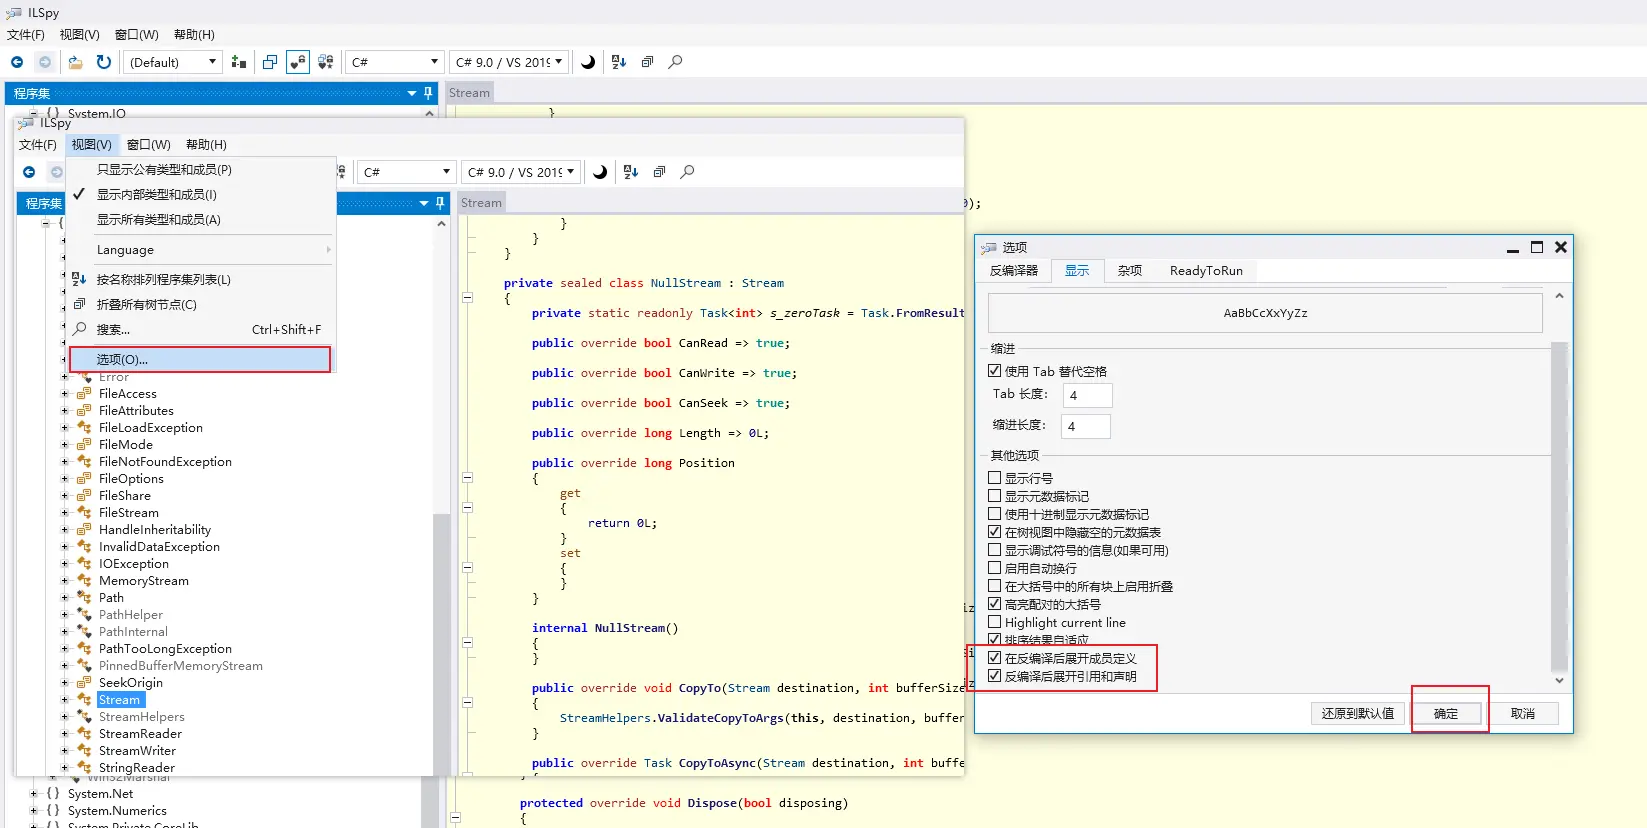 ILSpy
文件(F) 视图(V) 窗口(W) 帮助(H)
(Default) C# C# 9.0 / VS 2019
程序集
Stream
System.IO
}
ILSpy
文件(F) 视图(V) 窗口(W) 帮助(H)
C# C# 9.0 / VS 2019
只显示公有类型和成员(P)
显示内部类型和成员(I)
显示所有类型和成员(A)
Language
按名称排列程序集列表(L)
折叠所有树节点(C)
搜索... Ctrl+Shift+F
选项(O)...
程序集
Error
FileAccess
FileAttributes
FileLoadException
FileMode
FileNotFoundException
FileOptions
FileShare
FileStream
HandleInheritability
InvalidDataException
IOException
MemoryStream
Path
PathHelper
PathInternal
PathTooLongException
PinnedBufferMemoryStream
SeekOrigin
Stream
StreamHelpers
StreamReader
StreamWriter
StringReader
Win32Marshal
{} System.Net
{} System.Numerics
System.Private.CoreLib
Stream
}
}
}
private sealed class NullStream : Stream
{
private static readonly Task<int> s_zeroTask = Task.FromResult
public override bool CanRead => true;
public override bool CanWrite => true;
public override bool CanSeek => true;
public override long Length => 0L;
public override long Position
{
get
{
return 0L;
}
set
{
}
}
internal NullStream()
{
}
public override void CopyTo(Stream destination, int bufferSize
{
StreamHelpers.ValidateCopyToArgs(this, destination, buffer
}
public override Task CopyToAsync(Stream destination, int buffe
{
protected override void Dispose(bool disposing)
{
);
选项
反编译器 显示 杂项 ReadyToRun
AaBbCcXxYyZz
缩进
使用 Tab 替代空格
Tab 长度: 4
缩进长度: 4
其他选项
显示行号
显示元数据标记
使用十进制显示元数据标记
在树视图中隐藏空的元数据表
显示调试符号的信息(如果可用)
启用自动换行
在大括号中的所有块上启用折叠
高亮配对的大括号
Highlight current line
排序结果自适应
在反编译后展开成员定义
反编译后展开引用和声明
还原到默认值 确定 取消